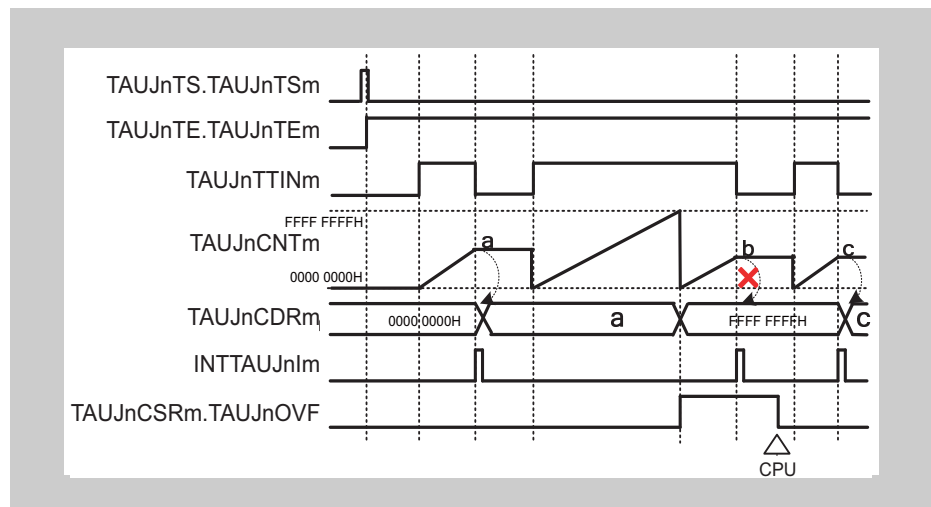 TAUJnTS.TAUJnTSm
TAUJnTE.TAUJnTEm
TAUJnTTINm
FFFF FFFFH
TAUJnCNTm
0000 0000H
a
b
c
TAUJnCDRm
0000 0000H
a
FFFF FFFFH
c
INTTAUJnIm
TAUJnCSRm.TAUJnOVF
CPU